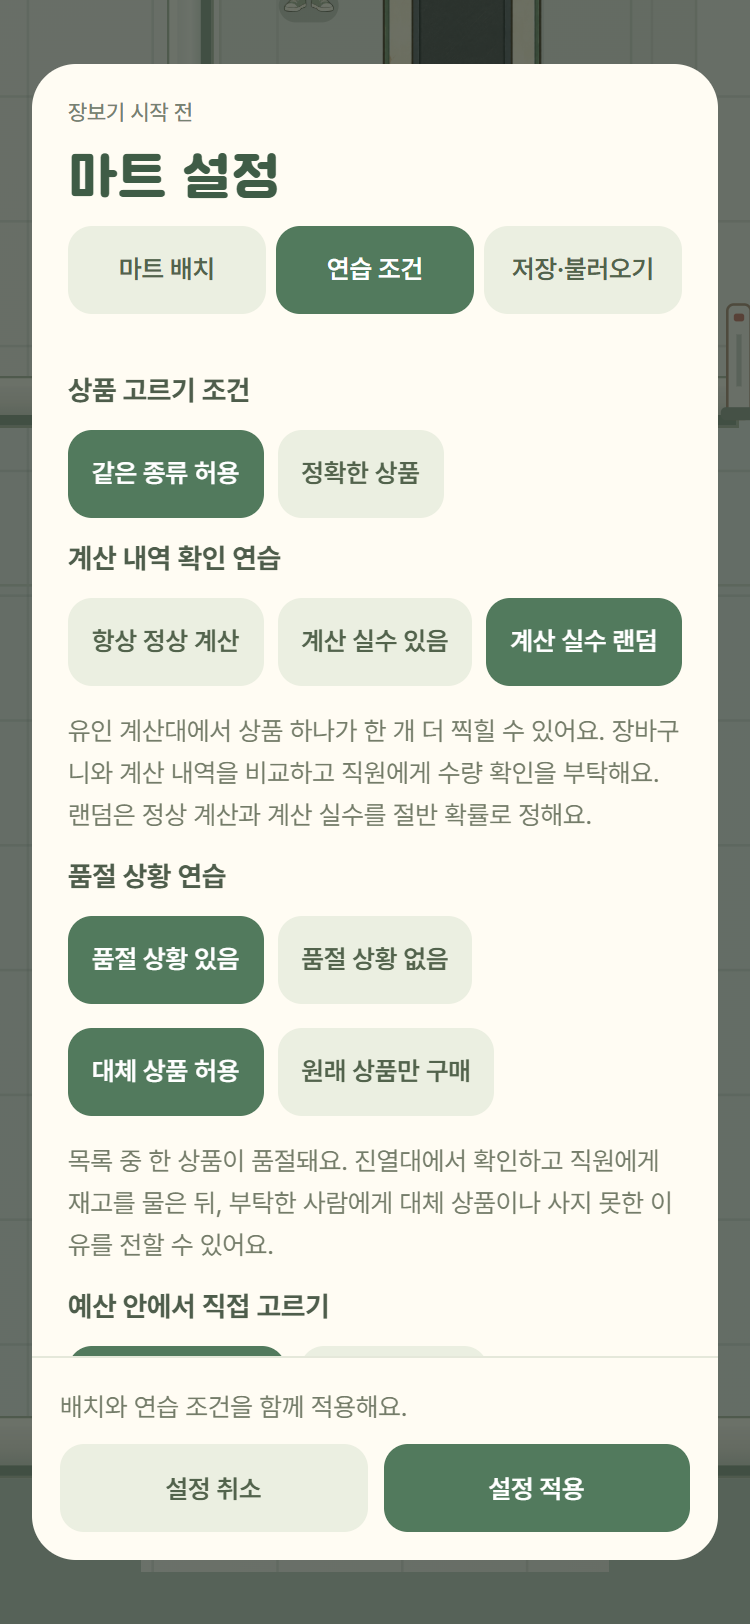 장보기 시작 전
마트 설정
마트 배치
연습 조건
저장·불러오기
상품 고르기 조건
같은 종류 허용
정확한 상품
계산 내역 확인 연습
항상 정상 계산
계산 실수 있음
계산 실수 랜덤
유인 계산대에서 상품 하나가 한 개 더 찍힐 수 있어요. 장바구
니와 계산 내역을 비교하고 직원에게 수량 확인을 부탁해요.
랜덤은 정상 계산과 계산 실수를 절반 확률로 정해요.
품절 상황 연습
품절 상황 있음
품절 상황 없음
대체 상품 허용
원래 상품만 구매
목록 중 한 상품이 품절돼요. 진열대에서 확인하고 직원에게
재고를 물은 뒤, 부탁한 사람에게 대체 상품이나 사지 못한 이
유를 전할 수 있어요.
예산 안에서 직접 고르기
배치와 연습 조건을 함께 적용해요.
설정 취소
설정 적용